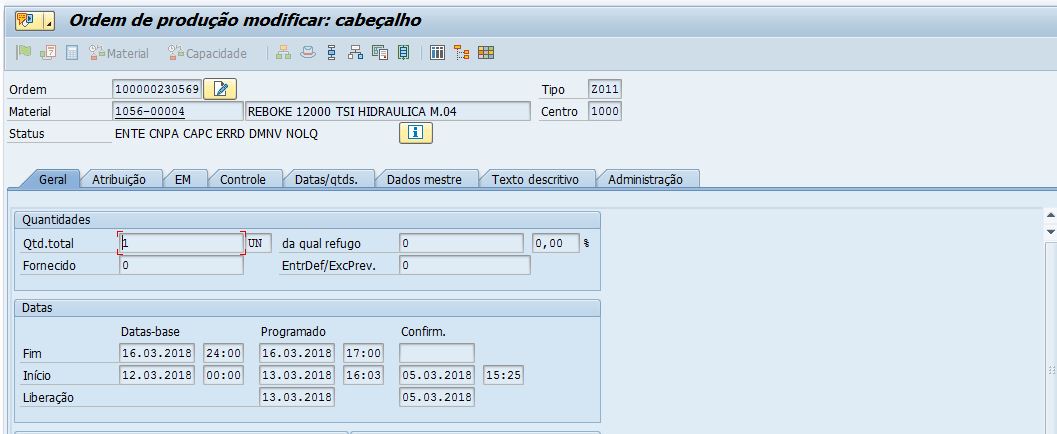 Ordem de produção modificar: cabeçalho
Material Capacidade
Ordem 100000230569 Tipo Z011
Material 1056-00004 REBOKE 12000 TSI HIDRAULICA M.04 Centro 1000
Status ENTE CNPA CAPC ERRD DMNV NOLQ
Geral Atribuição EM Controle Datas/qtds. Dados mestre Texto descritivo Administração
Quantidades
Qtd.total 1 UN da qual refugo 0 0,00 %
Fornecido 0 EntrDef/ExcPrev. 0
Datas
Datas-base Programado Confirm.
Fim 16.03.2018 24:00 16.03.2018 17:00
Início 12.03.2018 00:00 13.03.2018 16:03 05.03.2018 15:25
Liberação 13.03.2018 05.03.2018